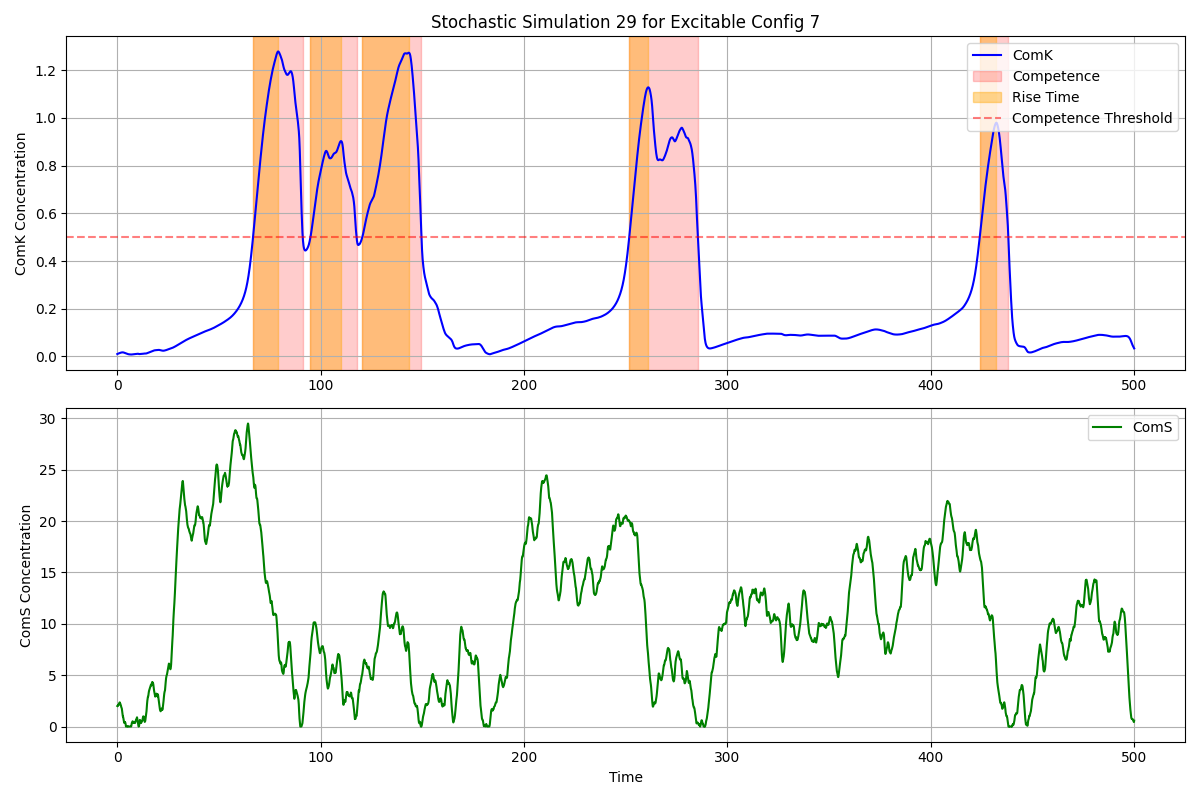 Stochastic Simulation 29 for Excitable Config 7
ComK Concentration
1.2
1.0
0.8
0.6
0.4
0.2
0.0
ComK
Competence
Rise Time
Competence Threshold
0 100 200 300 400 500
ComS Concentration
30
25
20
15
10
5
0
ComS
0 100 200 300 400 500
Time